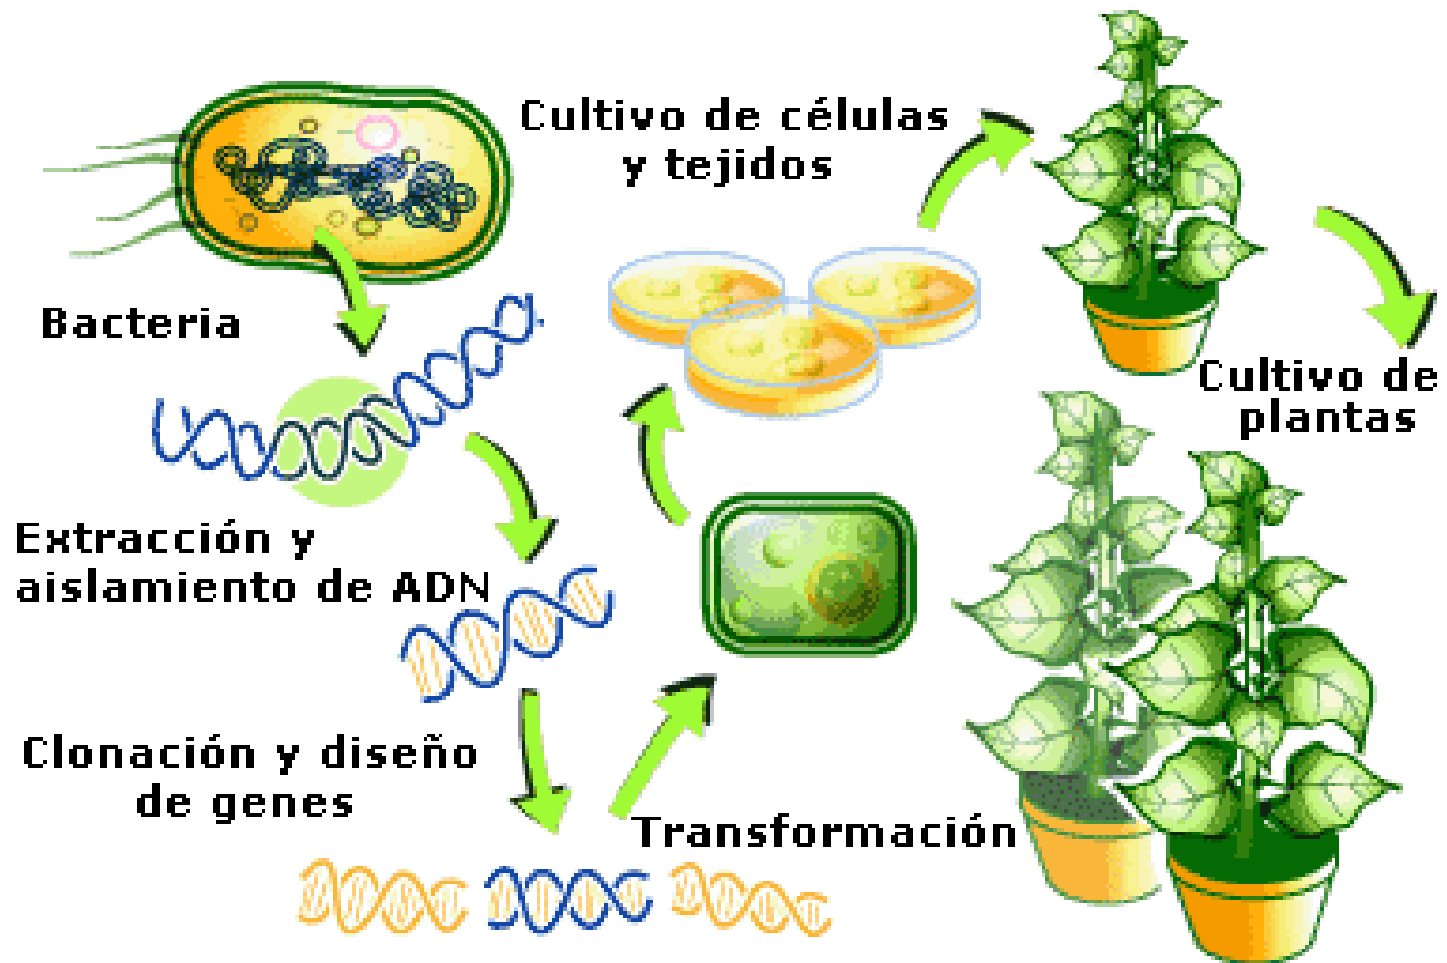 Bacteria
Extracción y
aislamiento de ADN
Clonación y diseño
de genes
Transformación
Cultivo de células
y tejidos
Cultivo de
plantas